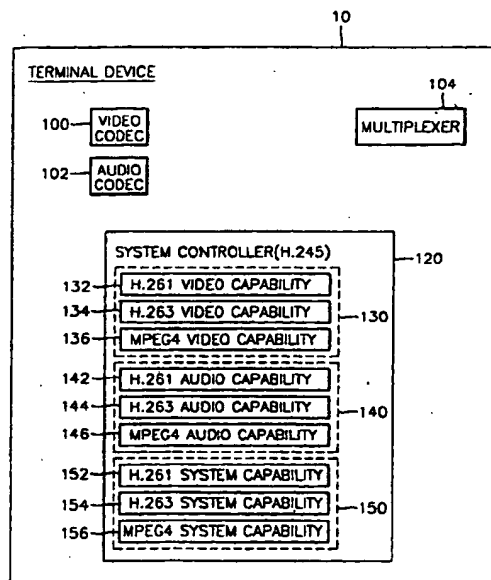 10
TERMINAL DEVICE
104
100
VIDEO
CODEC
MULTIPLEXER
102
AUDIO
CODEC
SYSTEM CONTROLLER(H.245)
120
132
H.261 VIDEO CAPABILITY
134
H.263 VIDEO CAPABILITY
130
136
MPEG4 VIDEO CAPABILITY
142
H.261 AUDIO CAPABILITY
144
H.263 AUDIO CAPABILITY
140
146
MPEG4 AUDIO CAPABILITY
152
H.261 SYSTEM CAPABILITY
154
H.263 SYSTEM CAPABILITY
150
156
MPEG4 SYSTEM CAPABILITY